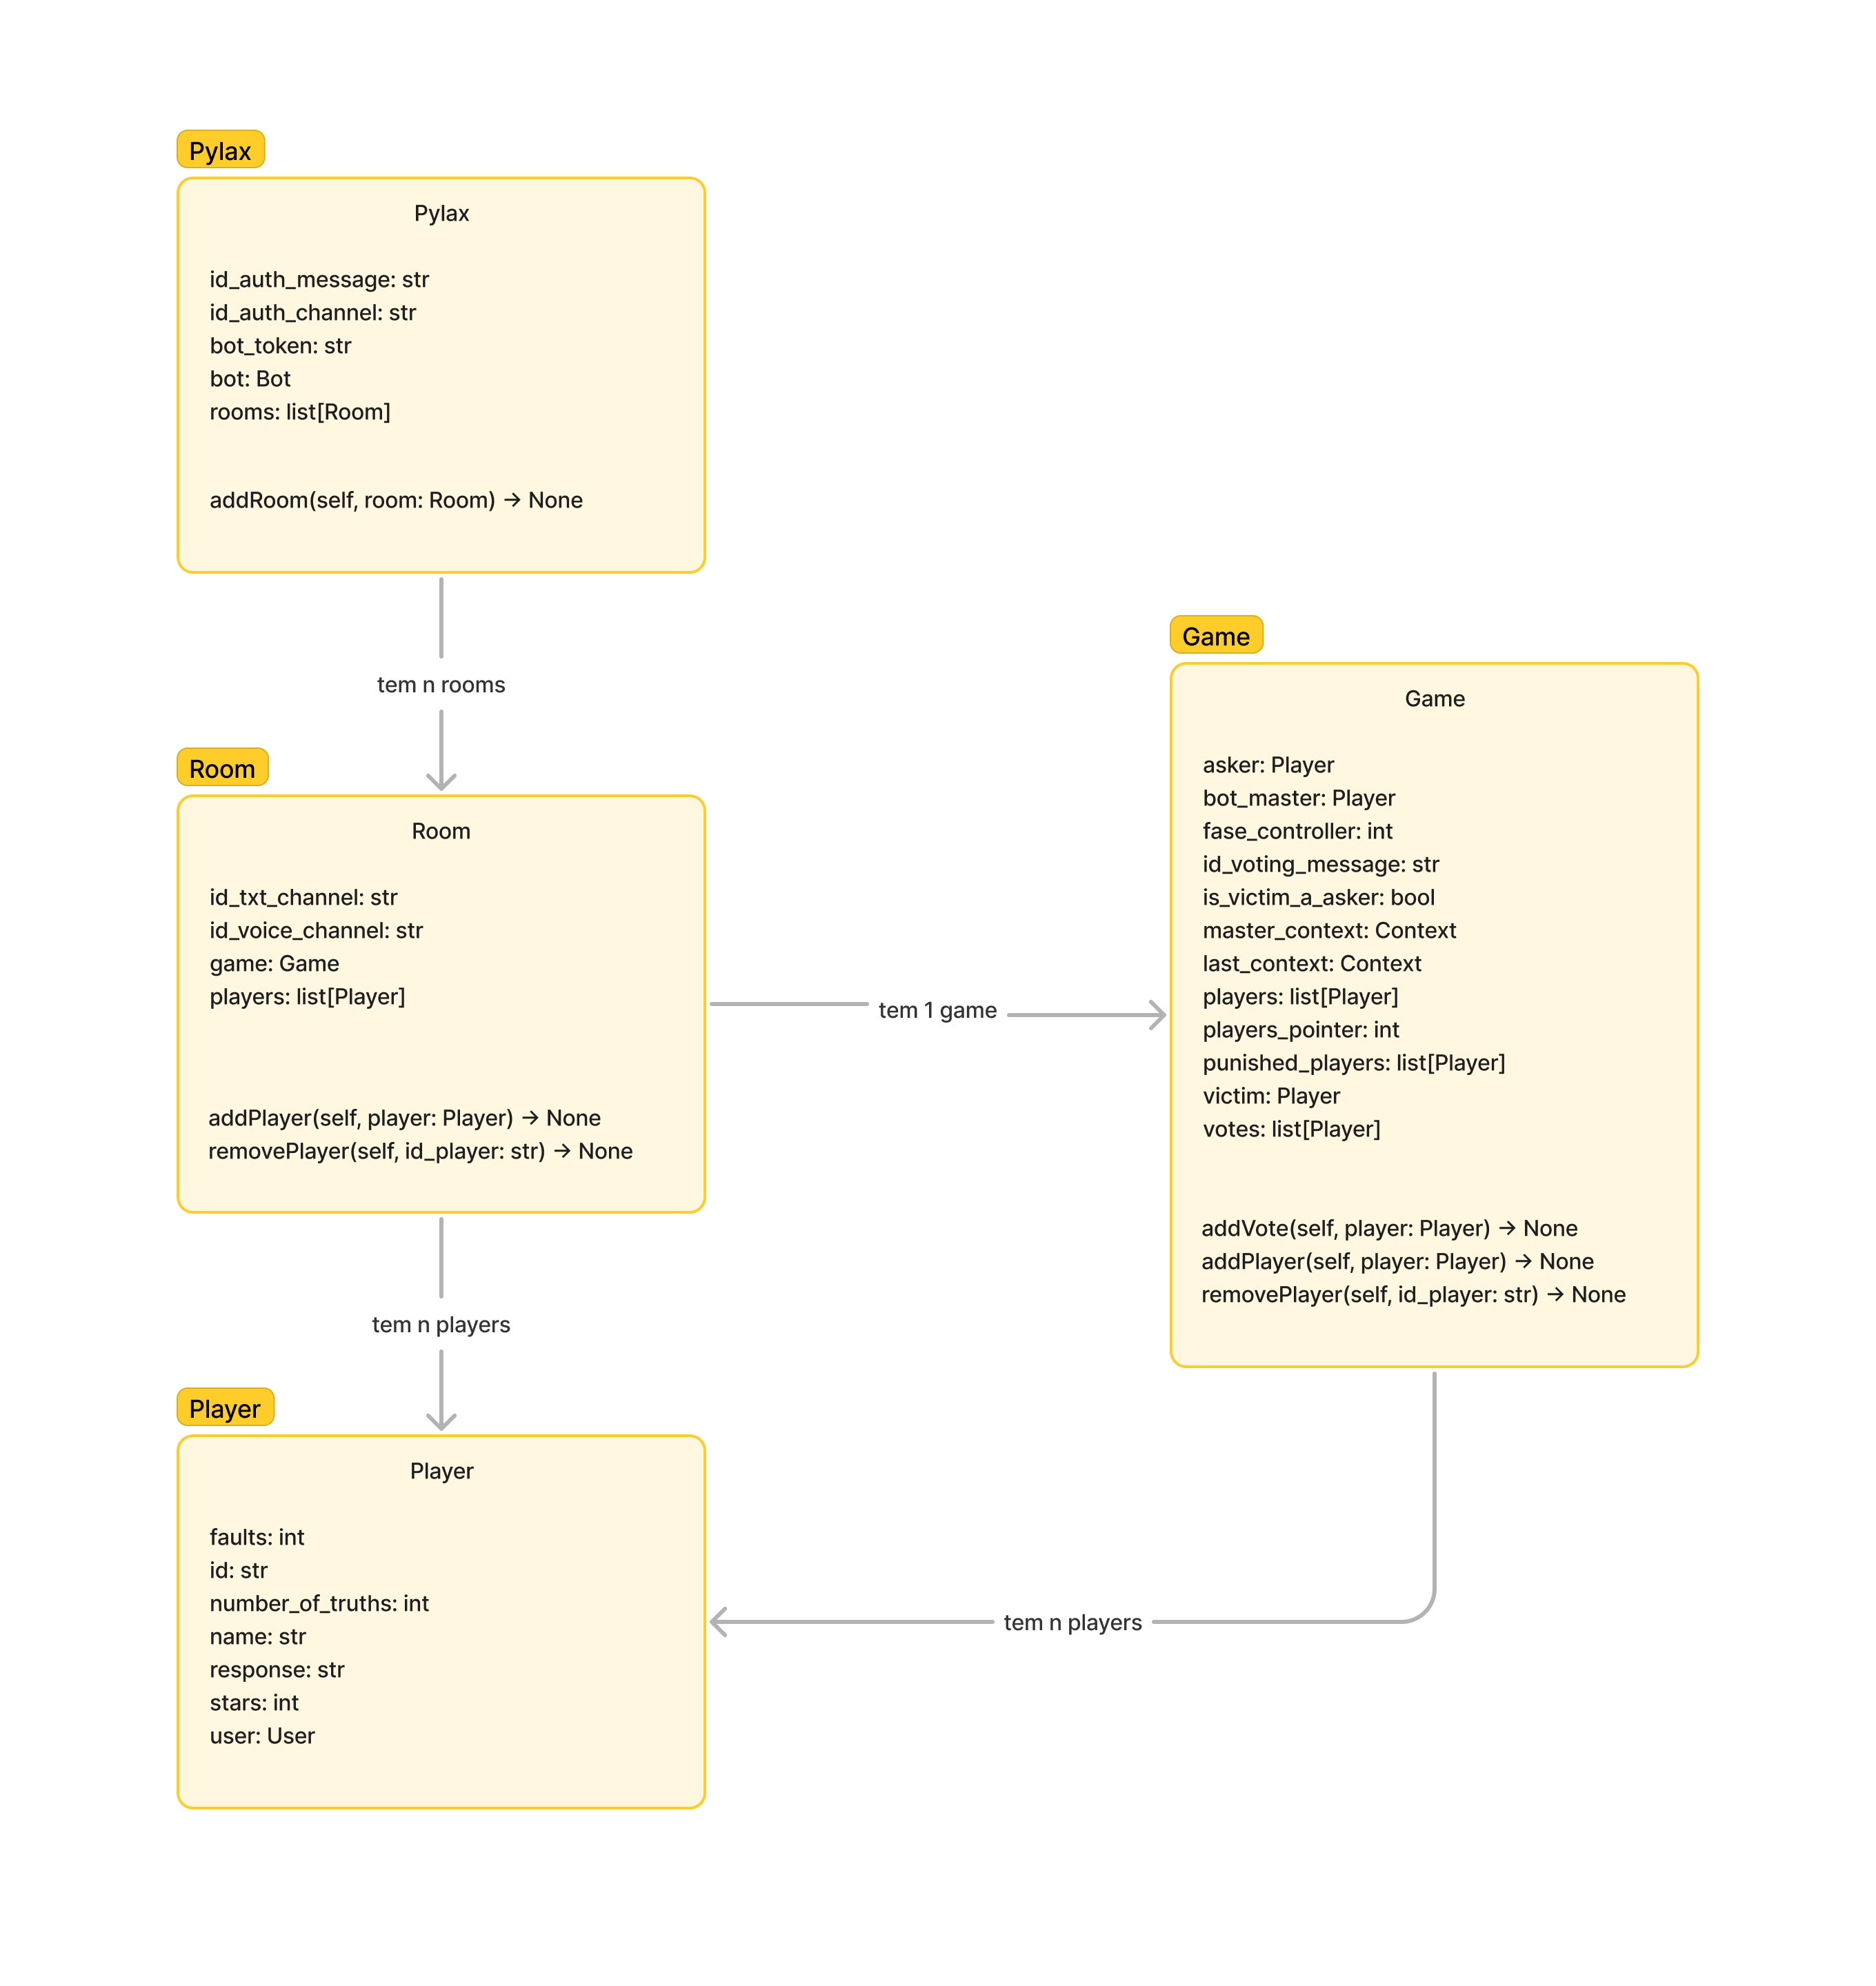 Pylax
Pylax
id_auth_message: str
id_auth_channel: str
bot_token: str
bot: Bot
rooms: list[Room]
addRoom(self, room: Room) → None
tem n rooms
Room
Room
id_txt_channel: str
id_voice_channel: str
game: Game
players: list[Player]
addPlayer(self, player: Player) → None
removePlayer(self, id_player: str) → None
tem 1 game
Game
Game
asker: Player
bot_master: Player
fase_controller: int
id_voting_message: str
is_victim_a_asker: bool
master_context: Context
last_context: Context
players: list[Player]
players_pointer: int
punished_players: list[Player]
victim: Player
votes: list[Player]
addVote(self, player: Player) → None
addPlayer(self, player: Player) → None
removePlayer(self, id_player: str) → None
tem n players
Player
Player
faults: int
id: str
number_of_truths: int
name: str
response: str
stars: int
user: User
tem n players